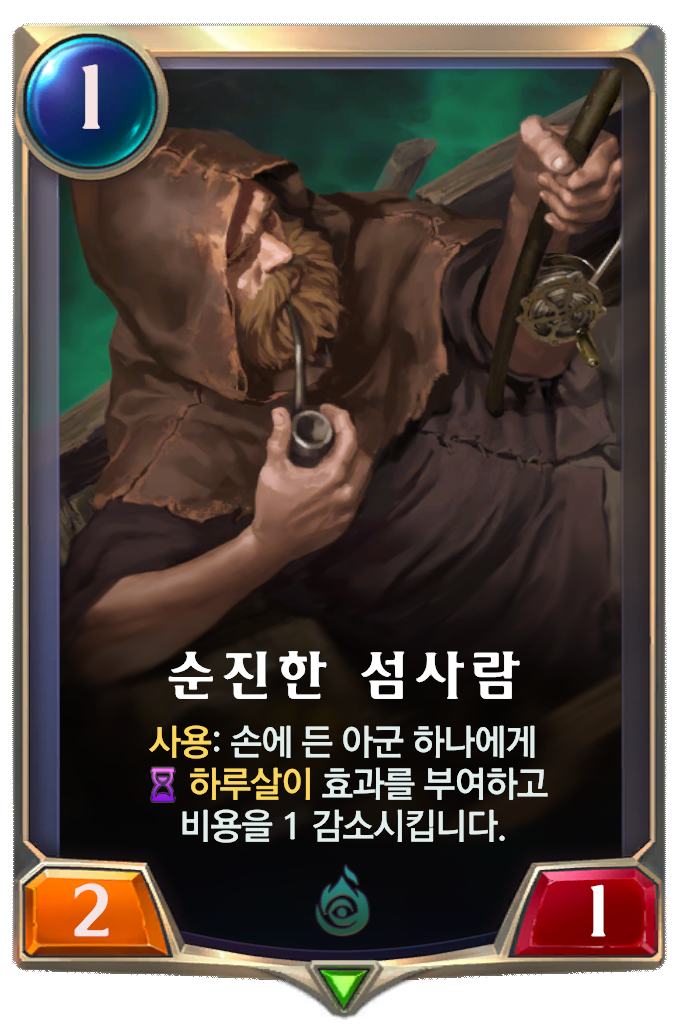 1
순진한 섬사람
사용: 손에 든 아군 하나에게
하루살이 효과를 부여하고
비용을 1 감소시킵니다.
2
1